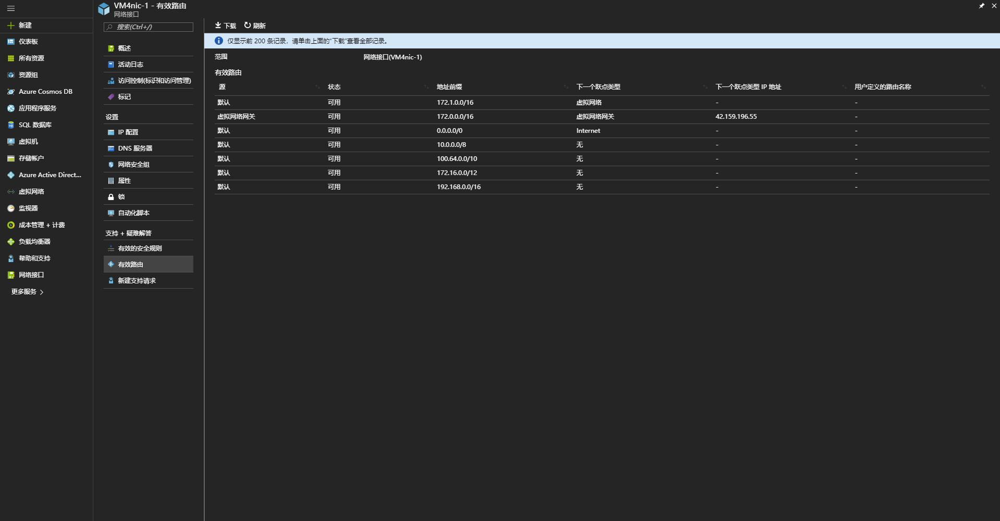 VM4nic-1 - 有效路由
网络接口
新建
仪表板
所有资源
资源组
Azure Cosmos DB
应用程序服务
SQL 数据库
虚拟机
存储帐户
Azure Active Direct...
虚拟网络
监视器
成本管理 + 计费
负载均衡器
帮助和支持
网络接口
更多服务
搜索(Ctrl+/)
概述
活动日志
访问控制(标识和访问管理)
标记
设置
IP 配置
DNS 服务器
网络安全组
属性
锁
自动化脚本
支持 + 疑难解答
有效的安全规则
有效路由
新建支持请求
下载 刷新
仅显示前 200 条记录，请单击上面的“下载”查看全部记录。
范围 网络接口(VM4nic-1)
有效路由
源 状态 地址前缀 下一个跃点类型 下一个跃点类型 IP 地址 用户定义的路由名称
默认 可用 172.1.0.0/16 虚拟网络 - -
虚拟网络网关 可用 172.0.0.0/16 虚拟网络网关 42.159.196.55 -
默认 可用 0.0.0.0/0 Internet - -
默认 可用 10.0.0.0/8 无 - -
默认 可用 100.64.0.0/10 无 - -
默认 可用 172.16.0.0/12 无 - -
默认 可用 192.168.0.0/16 无 - -